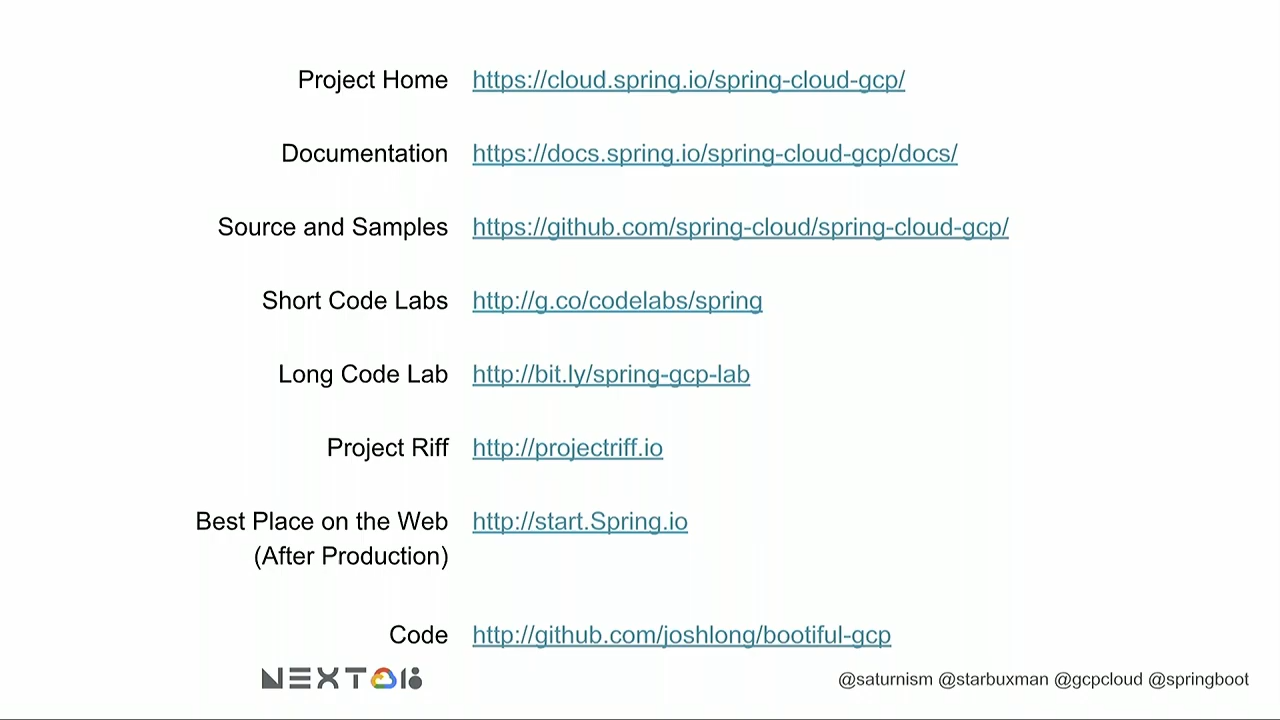 Project Home https://cloud.spring.io/spring-cloud-gcp/
Documentation https://docs.spring.io/spring-cloud-gcp/docs/
Source and Samples https://github.com/spring-cloud/spring-cloud-gcp/
Short Code Labs http://g.co/codelabs/spring
Long Code Lab http://bit.ly/spring-gcp-lab
Project Riff http://projectriff.io
Best Place on the Web http://start.Spring.io
(After Production)
Code http://github.com/joshlong/bootiful-gcp
NEXT 18
@saturnism @starbuxman @gcpcloud @springboot